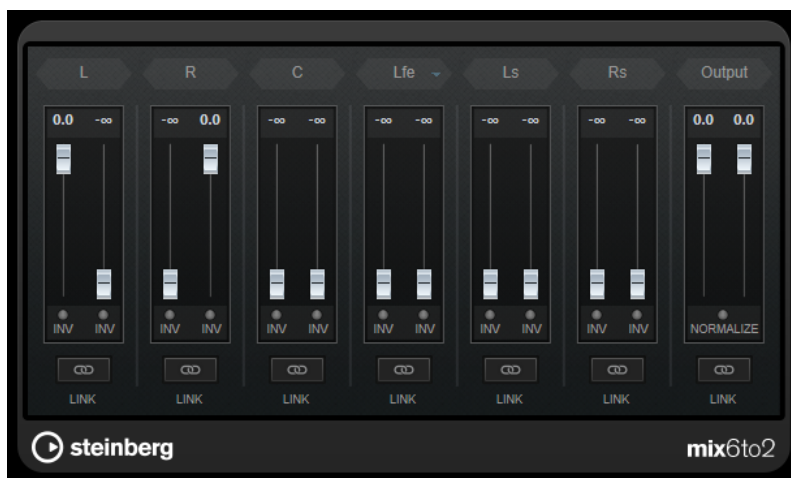 L R C Lfe Ls Rs Output
0.0 -∞ -∞ 0.0 -∞ -∞ -∞ -∞ -∞ -∞ -∞ -∞ 0.0 0.0
INV INV INV INV INV INV INV INV INV INV INV INV NORMALIZE
LINK LINK LINK LINK LINK LINK LINK
steinberg mix6to2